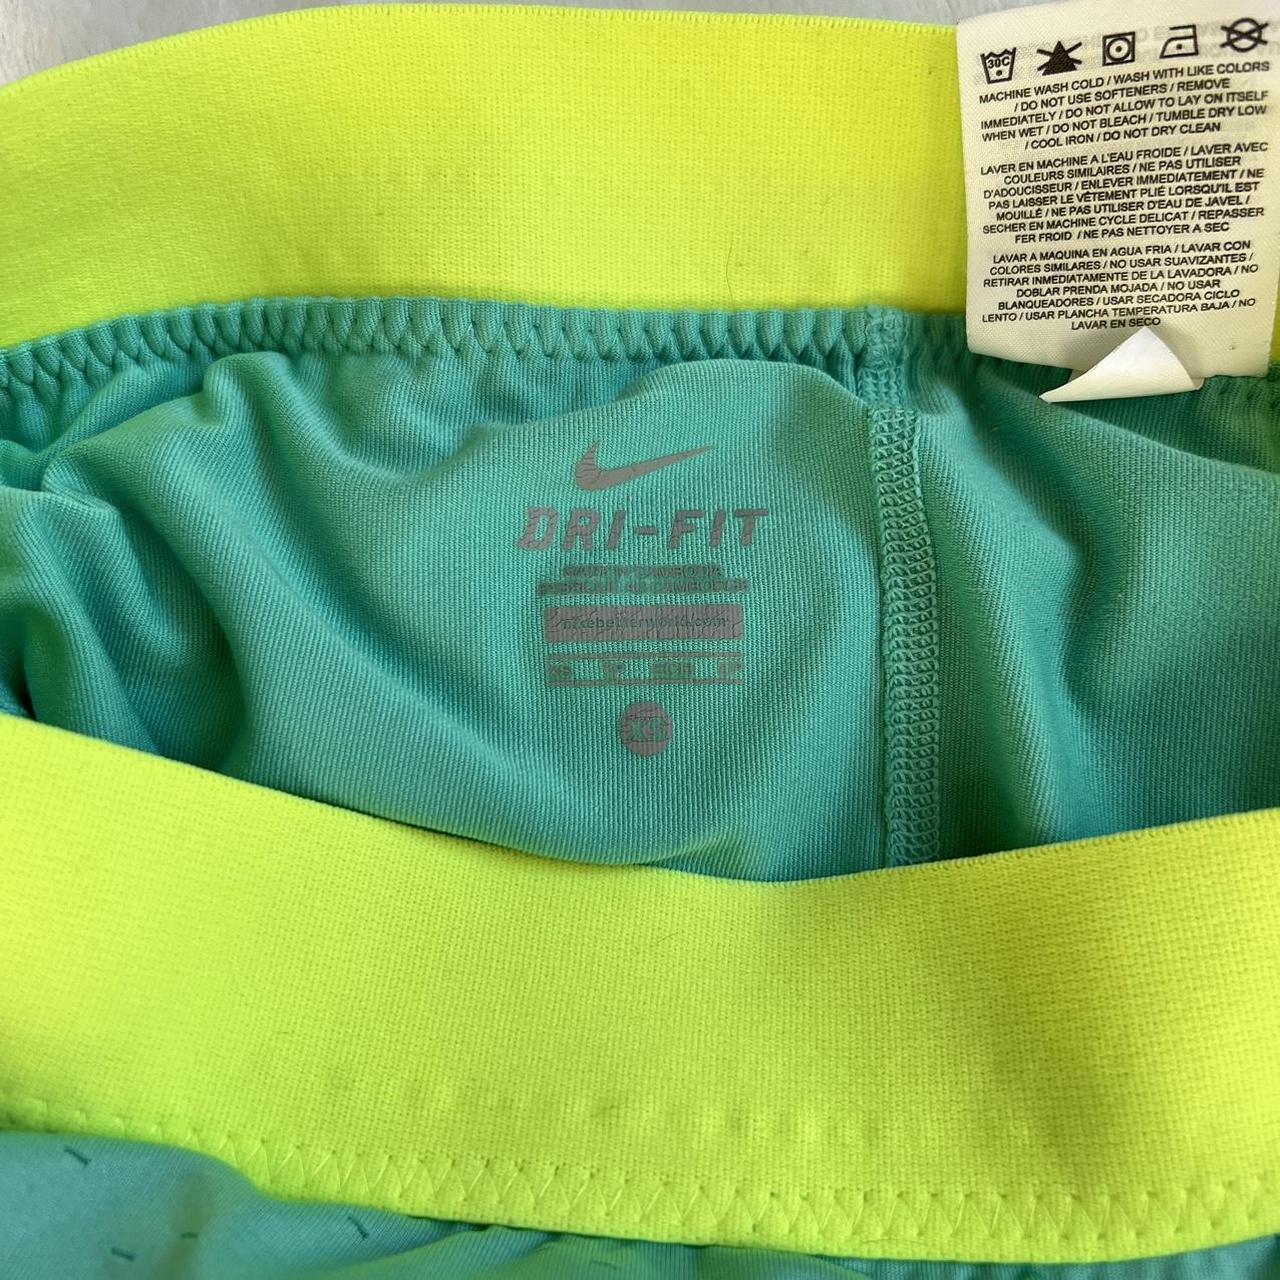 30C
MACHINE WASH COLD / WASH WITH LIKE COLORS
/ DO NOT USE SOFTENERS / REMOVE
IMMEDIATELY / DO NOT ALLOW TO LAY ON ITSELF
WHEN WET / DO NOT BLEACH / TUMBLE DRY LOW
/ COOL IRON / DO NOT DRY CLEAN
LAVER EN MACHINE A L'EAU FROIDE / LAVER AVEC
COULEURS SIMILAIRES / NE PAS UTILISER
D'ADOUCISSEUR / ENLEVER IMMEDIATEMENT / NE
PAS LAISSER LE VÊTEMENT PLIÉ LORSQU'IL EST
MOUILLÉ / NE PAS UTILISER D'EAU DE JAVEL /
SECHER EN MACHINE CYCLE DELICAT / REPASSER
FER FROID / NE PAS NETTOYER A SEC
LAVAR A MAQUINA EN AGUA FRIA / LAVAR CON
COLORES SIMILARES / NO USAR SUAVIZANTES /
RETIRAR INMEDIATAMENTE DE LA LAVADORA / NO
DOBLAR PRENDA MOJADA / NO USAR
BLANQUEADORES / USAR SECADORA CICLO
LENTO / USAR PLANCHA TEMPERATURA BAJA / NO
LAVAR EN SECO
DRI-FIT
MADE IN CAMBODIA
nikebetterworld.com
XS